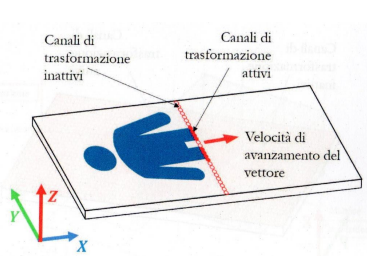 Canali di
trasformazione
inattivi
Canali di
trasformazione
attivi
Velocità di
avanzamento del
vettore
Z
Y
X